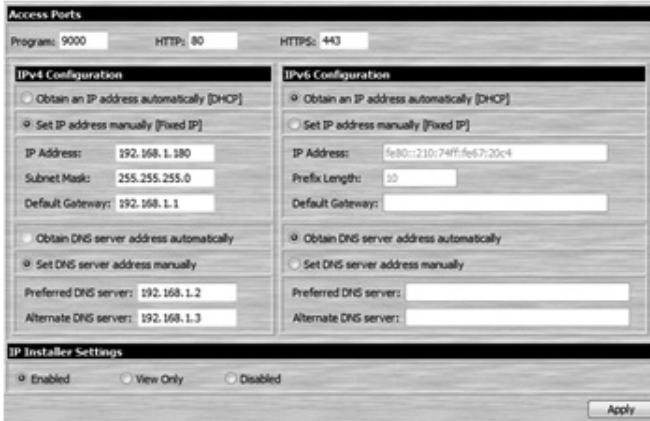 Access Ports
Program: 9000 HTTP: 80 HTTPS: 443
IPv4 Configuration
Obtain an IP address automatically [DHCP]
Set IP address manually [Fixed IP]
IP Address: 192.168.1.180
Subnet Mask: 255.255.255.0
Default Gateway: 192.168.1.1
Obtain DNS server address automatically
Set DNS server address manually
Preferred DNS server: 192.168.1.2
Alternate DNS server: 192.168.1.3
IPv6 Configuration
Obtain an IP address automatically [DHCP]
Set IP address manually [Fixed IP]
IP Address: fe80::210:74ff:fe67:20c4
Prefix Length: 10
Default Gateway:
Obtain DNS server address automatically
Set DNS server address manually
Preferred DNS server:
Alternate DNS server:
IP Installer Settings
Enabled View Only Disabled
Apply